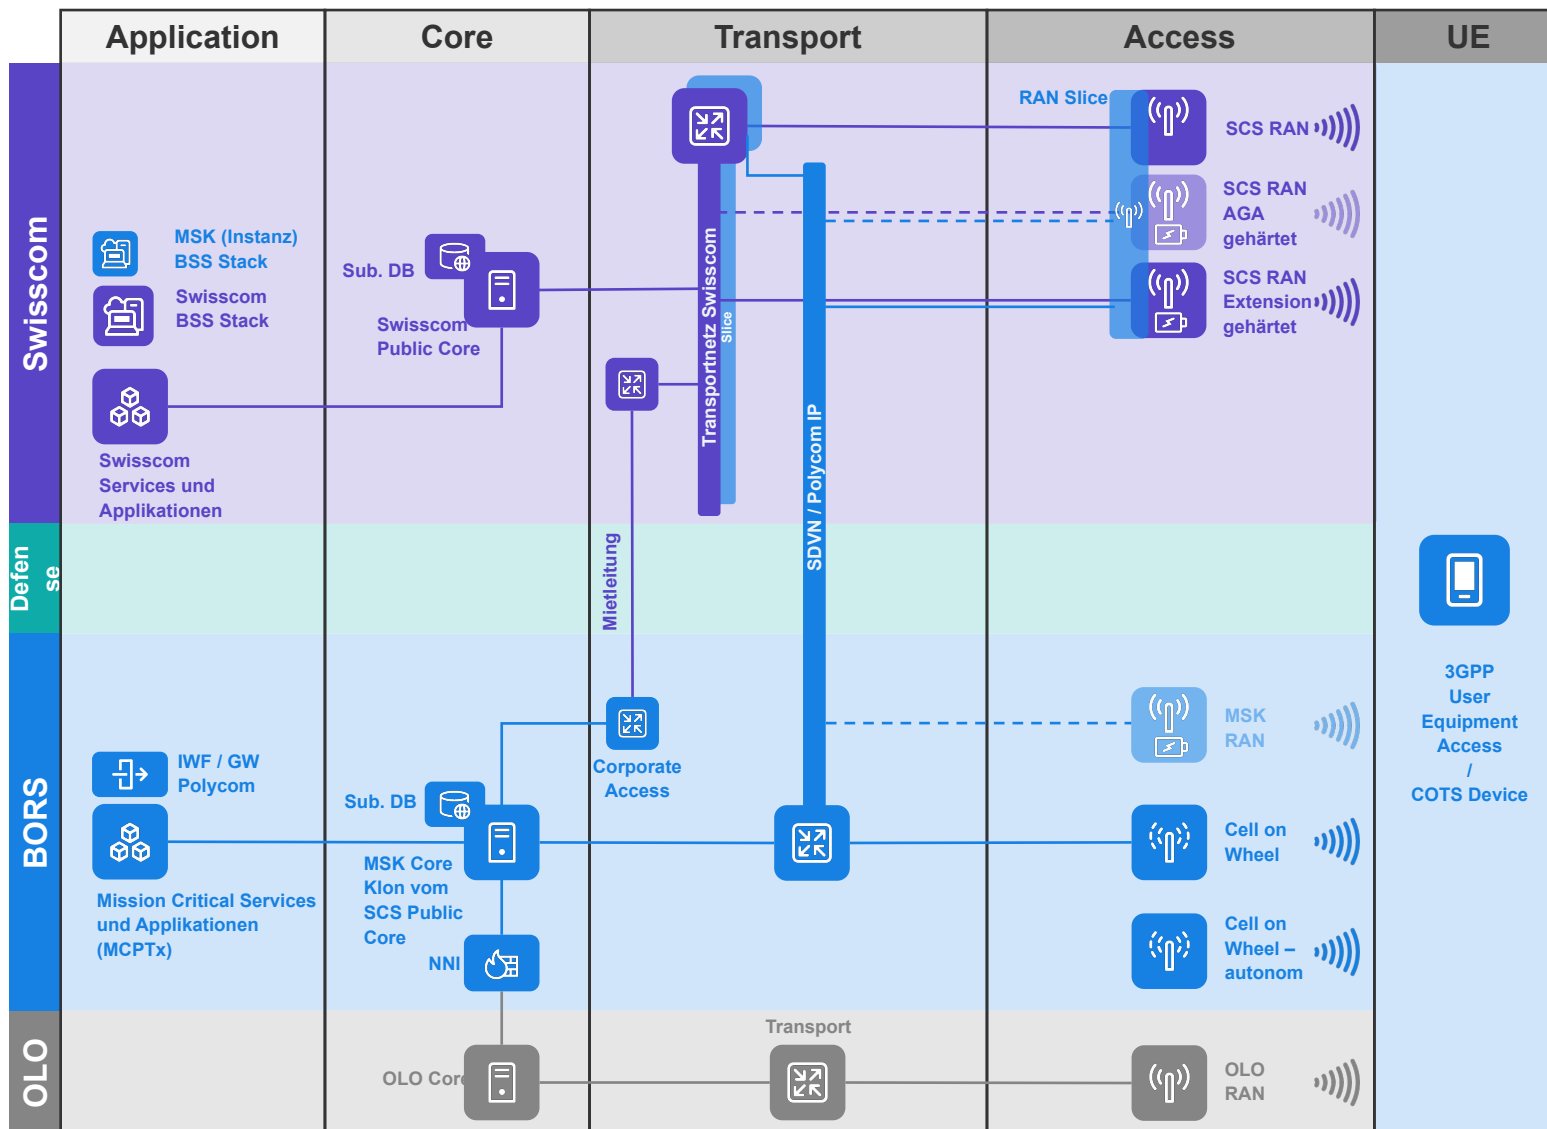 Application
Core
Transport
Access
UE
Swisscom
MSK (Instanz)
BSS Stack
Swisscom
BSS Stack
Swisscom
Services und
Applikationen
Sub. DB
Swisscom
Public Core
Transportnetz Swisscom
Slice
SDVN / Polycom IP
Mietleitung
RAN Slice
SCS RAN
SCS RAN
AGA
gehärtet
SCS RAN
Extension
gehärtet
Defen
se
3GPP
User
Equipment
Access
/
COTS Device
BORS
IWF / GW
Polycom
Mission Critical Services
und Applikationen
(MCPTx)
Sub. DB
MSK Core
Klon vom
SCS Public
Core
NNI
Corporate
Access
MSK
RAN
Cell on
Wheel
Cell on
Wheel –
autonom
OLO
OLO Core
Transport
OLO
RAN